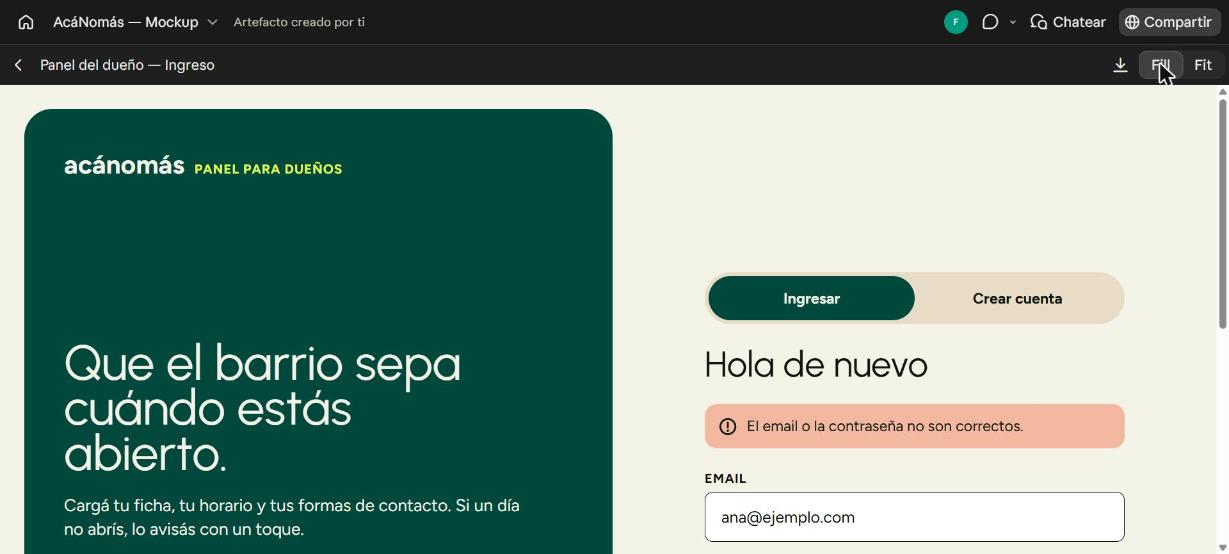 AcáNomás — Mockup
Artefacto creado por ti
F
Chatear
Compartir
Panel del dueño — Ingreso
Fill
Fit
acánomás PANEL PARA DUEÑOS
Que el barrio sepa
cuándo estás
abierto.
Cargá tu ficha, tu horario y tus formas de contacto. Si un día
no abrís, lo avisás con un toque.
Ingresar
Crear cuenta
Hola de nuevo
El email o la contraseña no son correctos.
EMAIL
ana@ejemplo.com